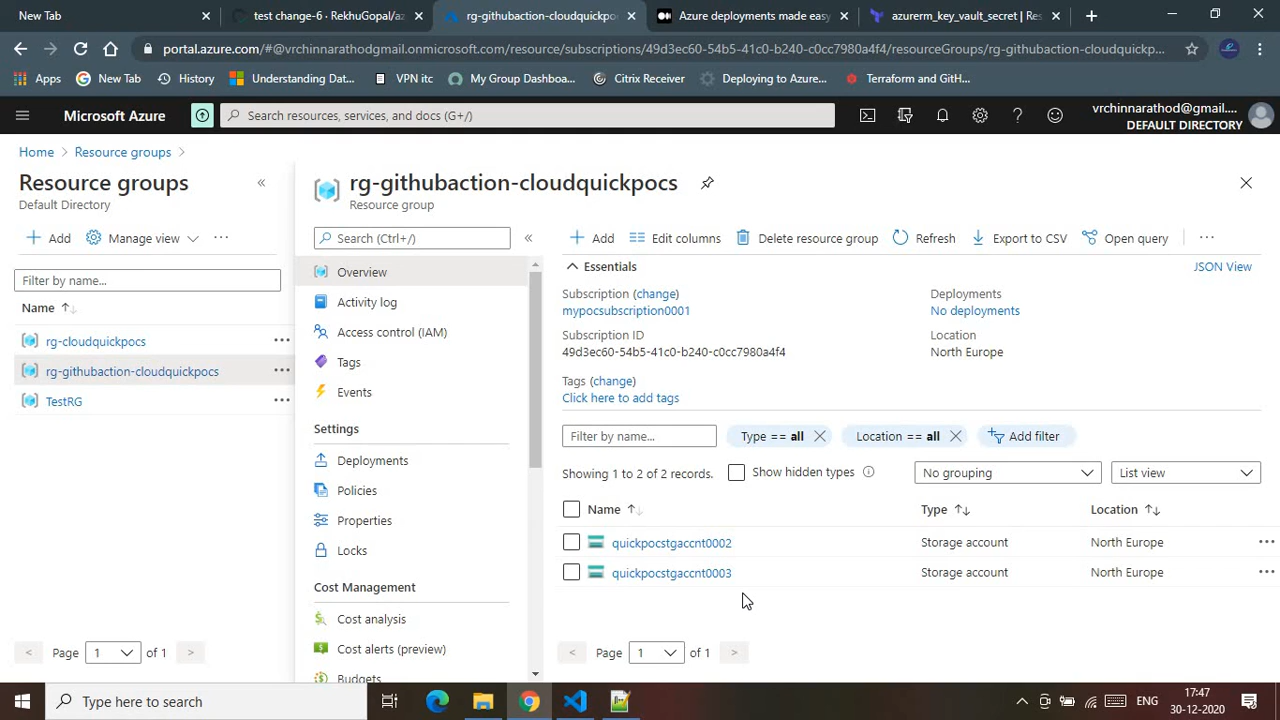 New Tab
test change-6 · RekhuGopal/az
rg-githubaction-cloudquickpo
Azure deployments made easy
azurerm_key_vault_secret | Res
portal.azure.com/#@vrchinnarathodgmail.onmicrosoft.com/resource/subscriptions/49d3ec60-54b5-41c0-b240-c0cc7980a4f4/resourceGroups/rg-githubaction-cloudquickp...
Apps
New Tab
History
Understanding Dat...
VPN itc
My Group Dashboa...
Citrix Receiver
Deploying to Azure...
Terraform and GitH...
Microsoft Azure
Search resources, services, and docs (G+/)
vrchinnarathod@gmail....
DEFAULT DIRECTORY
Home > Resource groups >
Resource groups
Default Directory
Add
Manage view
Filter by name...
Name
rg-cloudquickpocs
rg-githubaction-cloudquickpocs
TestRG
Page 1 of 1
rg-githubaction-cloudquickpocs
Resource group
Search (Ctrl+/)
Overview
Activity log
Access control (IAM)
Tags
Events
Settings
Deployments
Policies
Properties
Locks
Cost Management
Cost analysis
Cost alerts (preview)
Budgets
Add
Edit columns
Delete resource group
Refresh
Export to CSV
Open query
Essentials
JSON View
Subscription (change)
mypocsubscription0001
Subscription ID
49d3ec60-54b5-41c0-b240-c0cc7980a4f4
Tags (change)
Click here to add tags
Deployments
No deployments
Location
North Europe
Filter by name...
Type == all
Location == all
Add filter
Showing 1 to 2 of 2 records.
Show hidden types
No grouping
List view
Name Type Location
quickpocstgaccnt0002 Storage account North Europe
quickpocstgaccnt0003 Storage account North Europe
< Page 1 of 1 >
Type here to search
ENG
17:47
30-12-2020